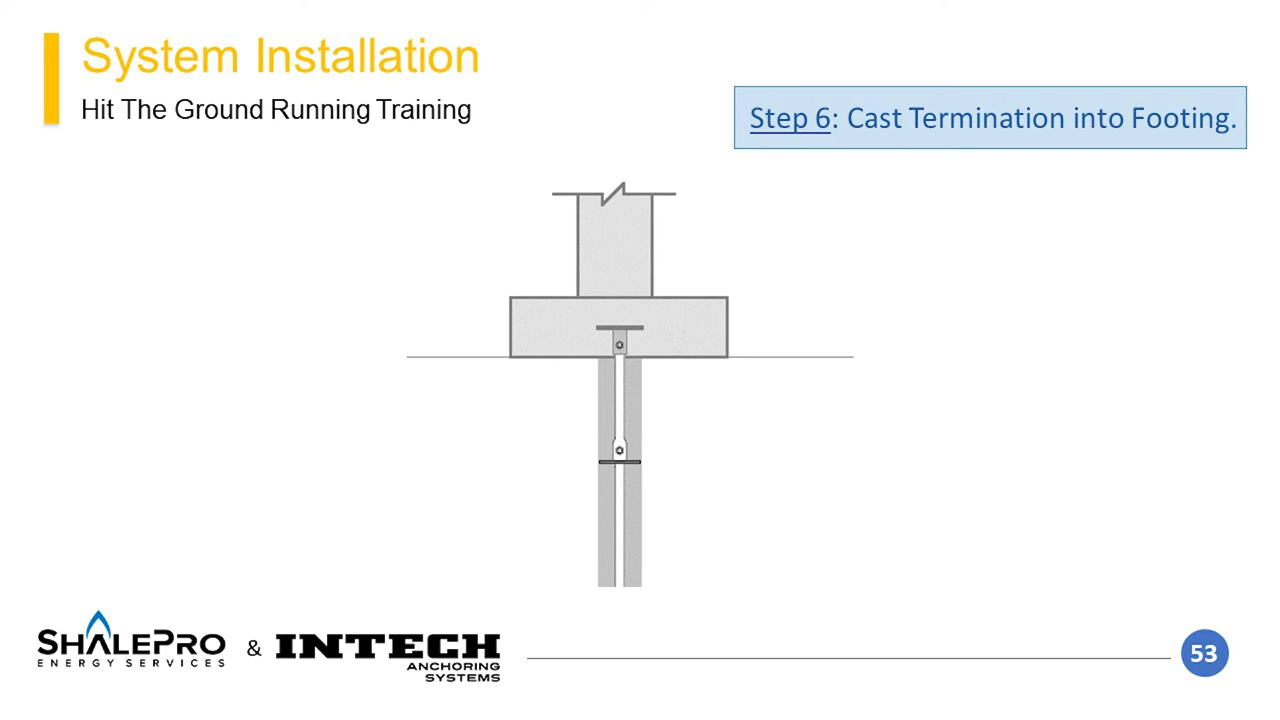 System Installation
Hit The Ground Running Training
Step 6: Cast Termination into Footing.
SHALEPRO
ENERGY SERVICES
&
INTECH
ANCHORING
SYSTEMS
53